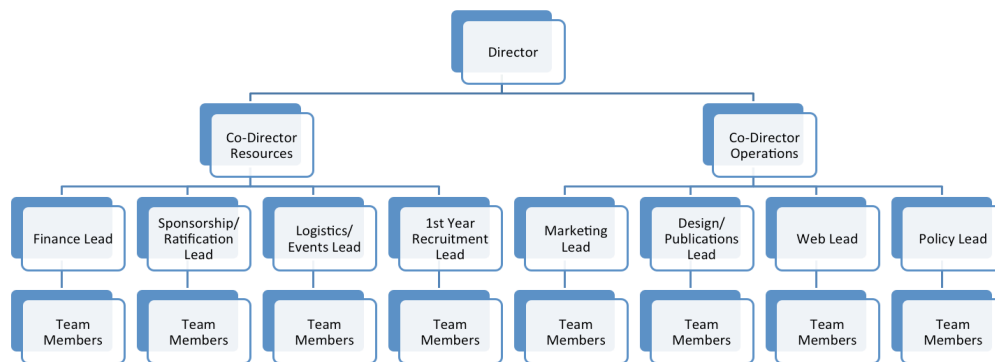 Director
Co-Director
Resources
Co-Director
Operations
Finance Lead
Sponsorship/
Ratification
Lead
Logistics/
Events Lead
1st Year
Recruitment
Lead
Marketing
Lead
Design/
Publications
Lead
Web Lead
Policy Lead
Team
Members
Team
Members
Team
Members
Team
Members
Team
Members
Team
Members
Team
Members
Team
Members